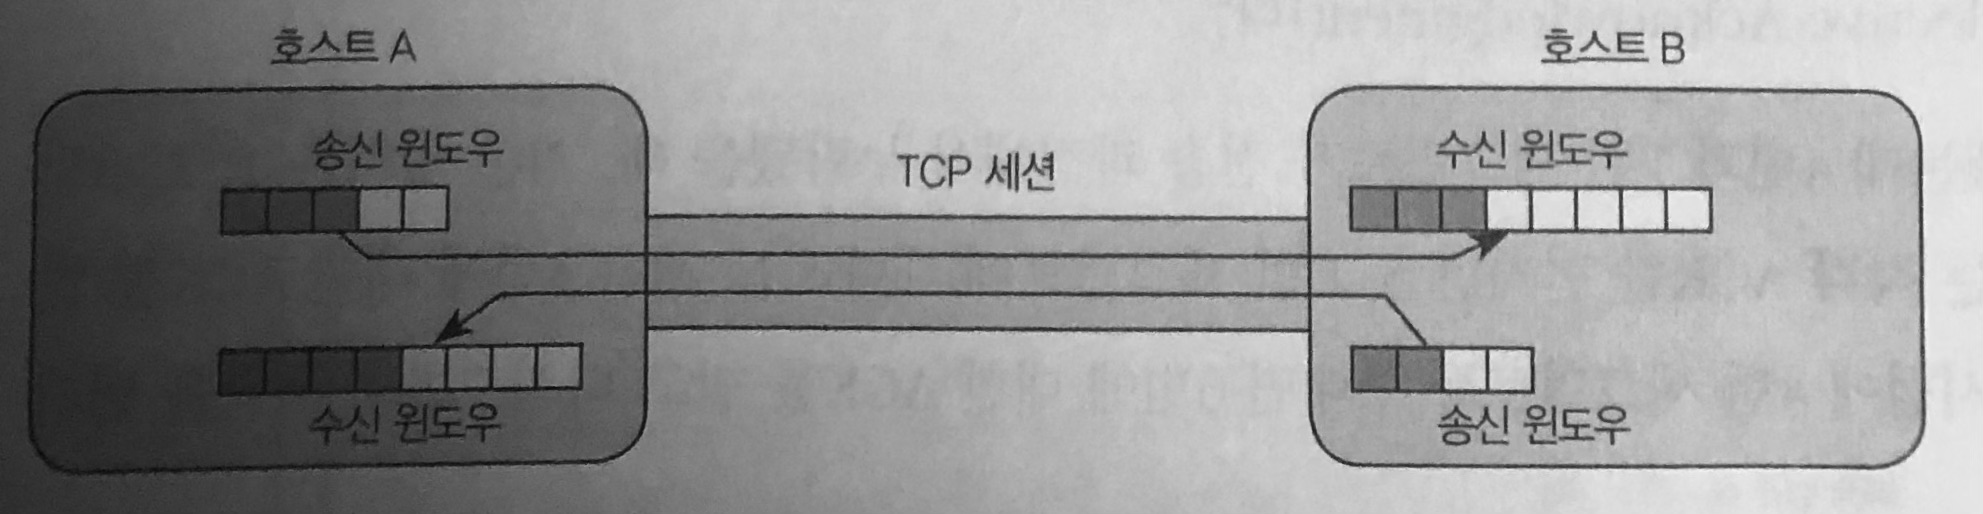 호스트 A
호스트 B
송신 윈도우
TCP 세션
수신 윈도우
수신 윈도우
송신 윈도우